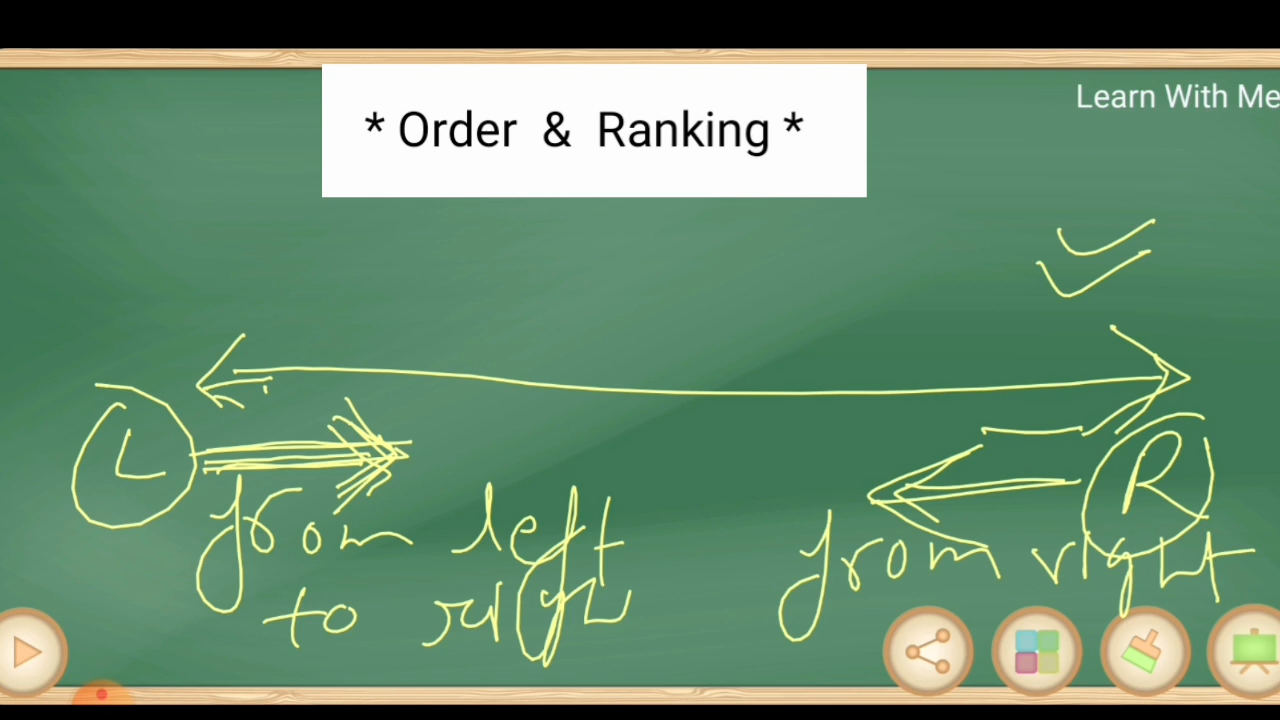 * Order & Ranking *
Learn With Me
L
R
from left
to right
from right